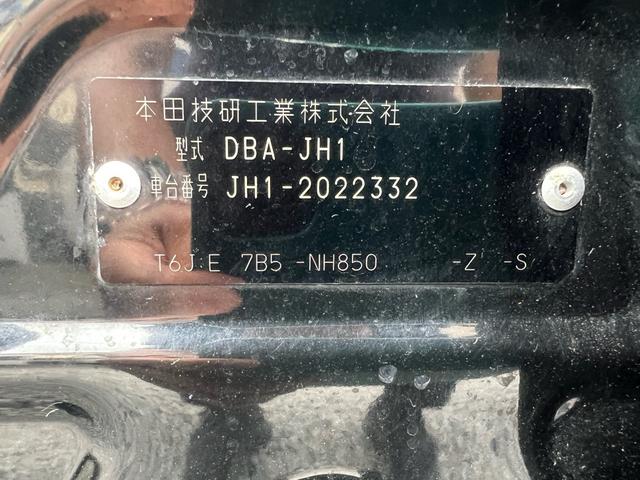 本田技研工業株式会社
型式 DBA-JH1
車台番号 JH1-2022332
T6J E 7B5 -NH850 -Z -S